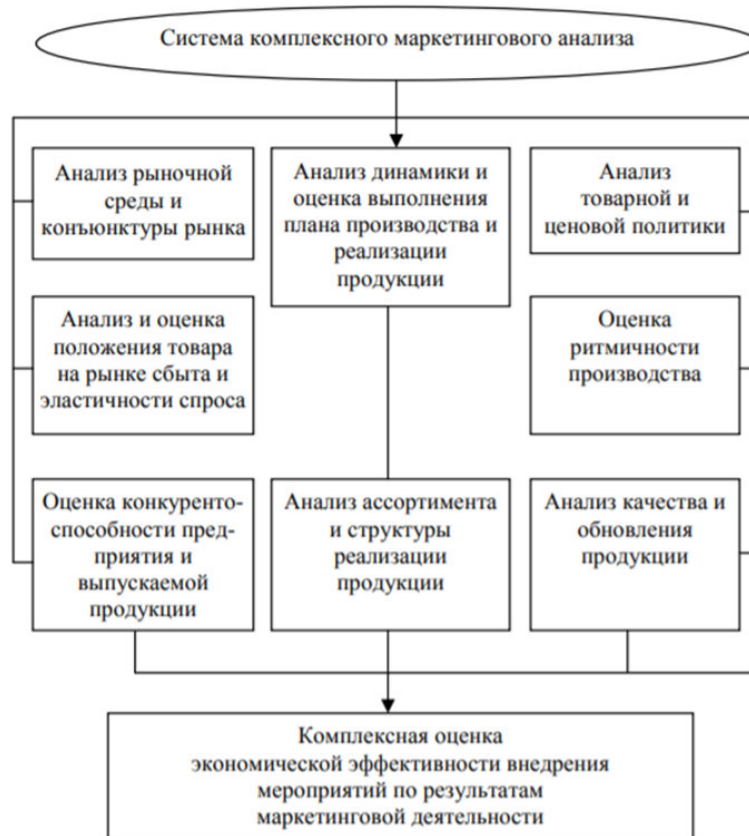 Система комплексного маркетингового анализа
Анализ рыночной
среды и
конъюнктуры рынка
Анализ динамики и
оценка выполнения
плана производства и
реализации
продукции
Анализ
товарной и
ценовой политики
Анализ и оценка
положения товара
на рынке сбыта и
эластичности спроса
Оценка
ритмичности
производства
Оценка конкуренто-
способности пред-
приятия и
выпускаемой
продукции
Анализ ассортимента
и структуры
реализации
продукции
Анализ качества и
обновления
продукции
Комплексная оценка
экономической эффективности внедрения
мероприятий по результатам
маркетинговой деятельности